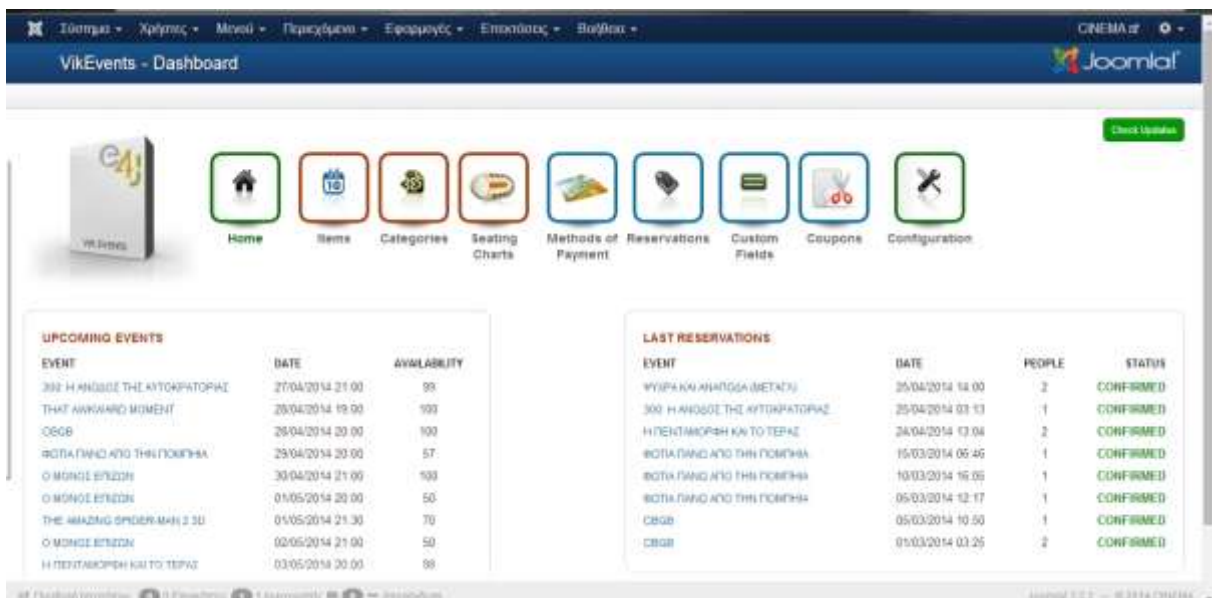 Σύστημα Χρήστες Μενού Περιεχόμενο Εφαρμογές Επεκτάσεις Βοήθεια CINEMA
VikEvents - Dashboard Joomla!
Check Updates
e4j
VIK Events
Home Items Categories Seating Charts Methods of Payment Reservations Custom Fields Coupons Configuration
UPCOMING EVENTS
EVENT DATE AVAILABILITY
300: Η ΑΝΟΔΟΣ ΤΗΣ ΑΥΤΟΚΡΑΤΟΡΙΑΣ 27/04/2014 21:00 99
THAT AWKWARD MOMENT 28/04/2014 19:00 100
CBGB 28/04/2014 20:00 100
ΦΩΤΙΑ ΠΑΝΩ ΑΠΟ ΤΗΝ ΠΟΜΠΗΙΑ 29/04/2014 20:00 57
Ο ΜΟΝΟΣ ΕΠΙΖΩΝ 30/04/2014 21:00 100
Ο ΜΟΝΟΣ ΕΠΙΖΩΝ 01/05/2014 20:00 50
THE AMAZING SPIDER-MAN 2 3D 01/05/2014 21:30 70
Ο ΜΟΝΟΣ ΕΠΙΖΩΝ 02/05/2014 21:00 50
Η ΠΕΝΤΑΜΟΡΦΗ ΚΑΙ ΤΟ ΤΕΡΑΣ 03/05/2014 20:00 98
LAST RESERVATIONS
EVENT DATE PEOPLE STATUS
ΨΥΧΡΑ ΚΑΙ ΑΝΑΠΟΔΑ (ΜΕΤΑΓΛ) 25/04/2014 14:00 2 CONFIRMED
300: Η ΑΝΟΔΟΣ ΤΗΣ ΑΥΤΟΚΡΑΤΟΡΙΑΣ 25/04/2014 03:13 1 CONFIRMED
Η ΠΕΝΤΑΜΟΡΦΗ ΚΑΙ ΤΟ ΤΕΡΑΣ 24/04/2014 13:04 2 CONFIRMED
ΦΩΤΙΑ ΠΑΝΩ ΑΠΟ ΤΗΝ ΠΟΜΠΗΙΑ 15/03/2014 06:46 1 CONFIRMED
ΦΩΤΙΑ ΠΑΝΩ ΑΠΟ ΤΗΝ ΠΟΜΠΗΙΑ 10/03/2014 16:05 1 CONFIRMED
ΦΩΤΙΑ ΠΑΝΩ ΑΠΟ ΤΗΝ ΠΟΜΠΗΙΑ 05/03/2014 12:17 1 CONFIRMED
CBGB 05/03/2014 10:50 1 CONFIRMED
CBGB 01/03/2014 03:25 2 CONFIRMED